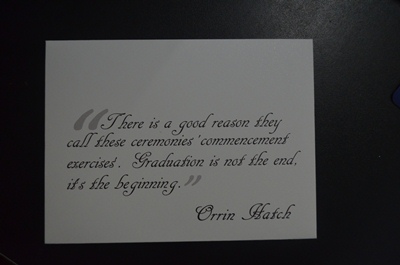 “There is a good reason they
call these ceremonies 'commencement
exercises'. Graduation is not the end,
it's the beginning.”
Orrin Hatch